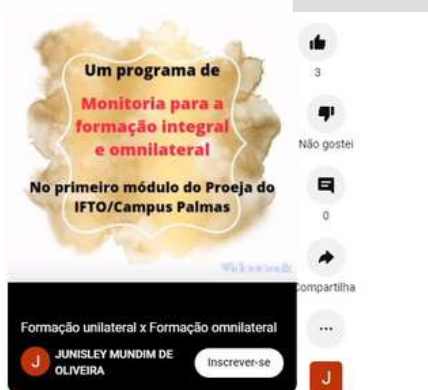 Um programa de
Monitoria para a
formação integral
e omnilateral
No primeiro módulo do Proeja do
IFTO/Campus Palmas
Formação unilateral x Formação omnilateral
J
JUNISLEY MUNDIM DE
OLIVEIRA
Inscrever-se
3
Não gostei
0
Compartilha
J